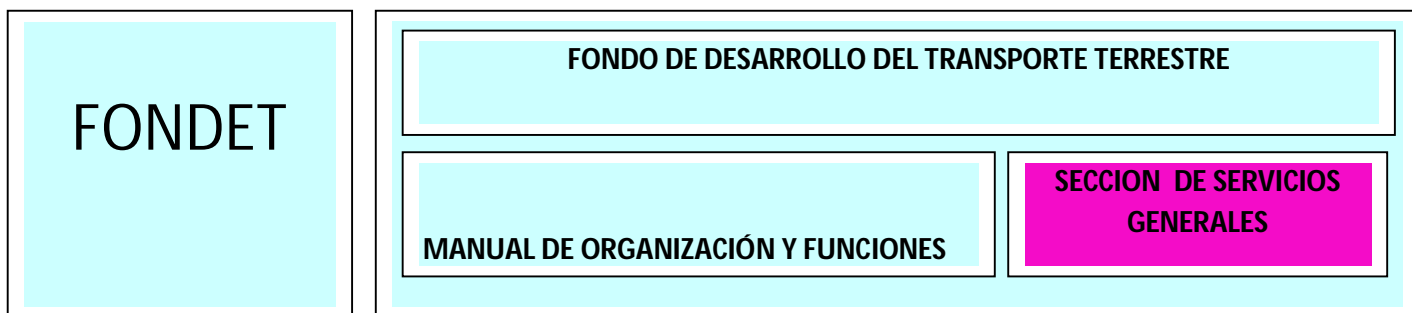 FONDET
FONDO DE DESARROLLO DEL TRANSPORTE TERRESTRE
MANUAL DE ORGANIZACIÓN Y FUNCIONES
SECCION DE SERVICIOS
GENERALES